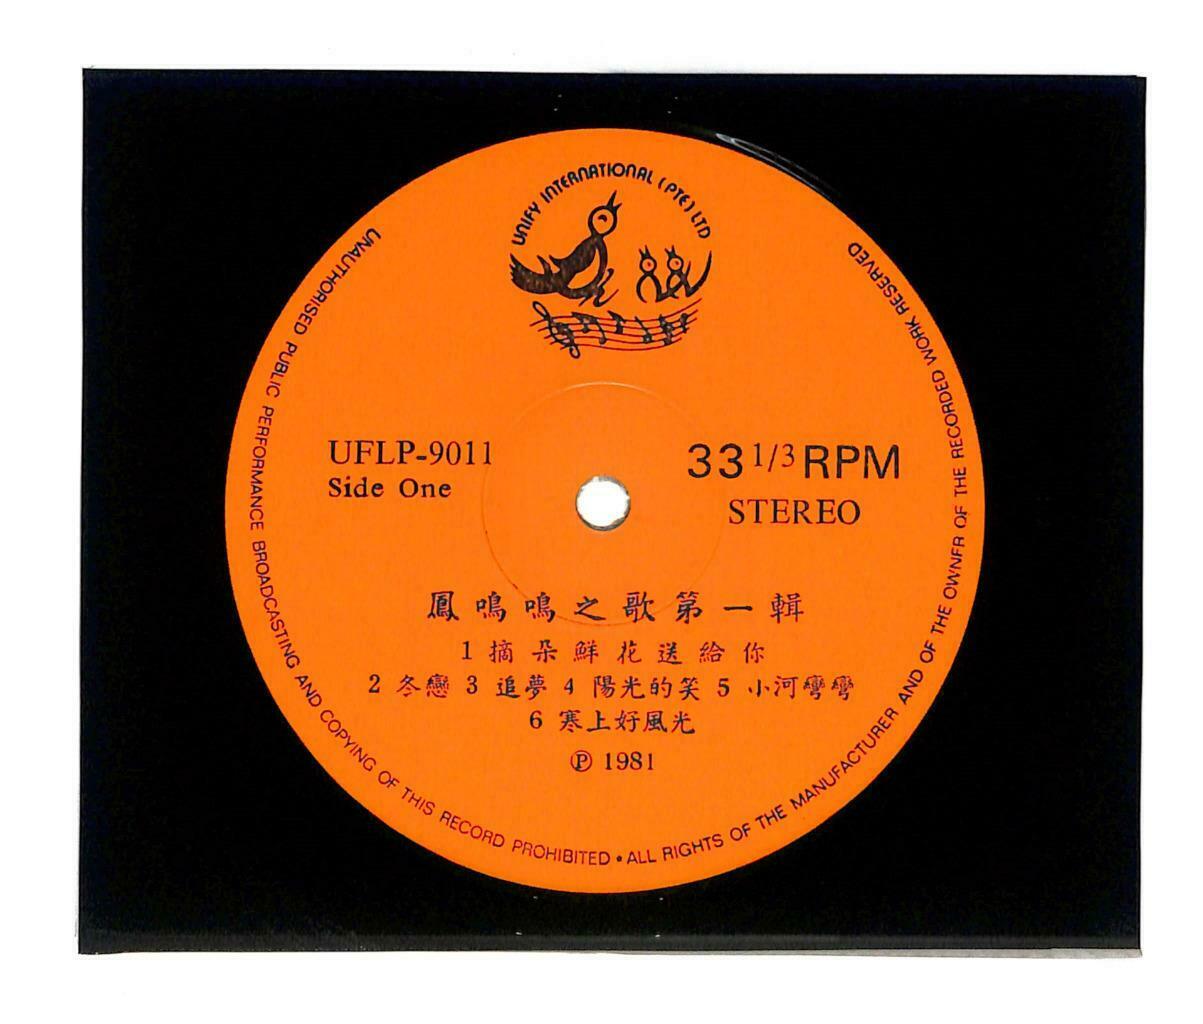 UNIFY INTERNATIONAL (PTE) LTD
UFLP-9011
Side One
33 1/3 RPM
STEREO
鳳鳴鳴之歌第一輯
1 摘朵鮮花送給你
2 冬戀 3 追夢 4 陽光的笑 5 小河彎彎
6 寒上好風光
℗ 1981
UNAUTHORISED PUBLIC PERFORMANCE BROADCASTING AND COPYING OF THIS RECORD PROHIBITED • ALL RIGHTS OF THE MANUFACTURER AND OF THE OWNER OF THE RECORDED WORK RESERVED